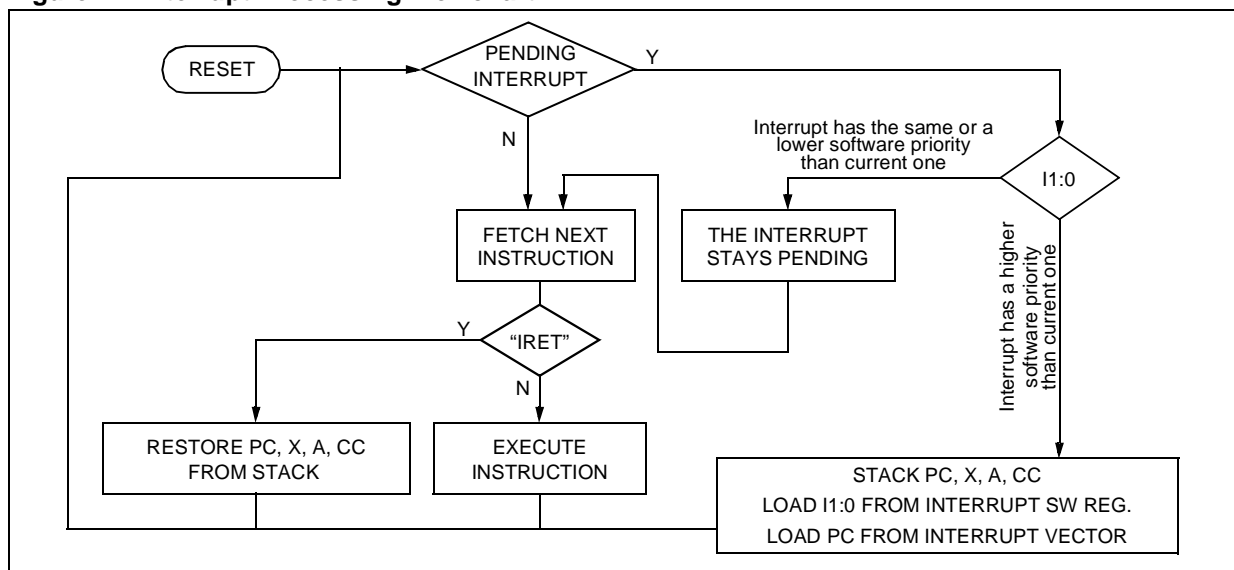 RESET
PENDING
INTERRUPT
Y
N
Interrupt has the same or a
lower software priority
than current one
I1:0
FETCH NEXT
INSTRUCTION
THE INTERRUPT
STAYS PENDING
Interrupt has a higher
software priority
than current one
Y
“IRET”
N
RESTORE PC, X, A, CC
FROM STACK
EXECUTE
INSTRUCTION
STACK PC, X, A, CC
LOAD I1:0 FROM INTERRUPT SW REG.
LOAD PC FROM INTERRUPT VECTOR